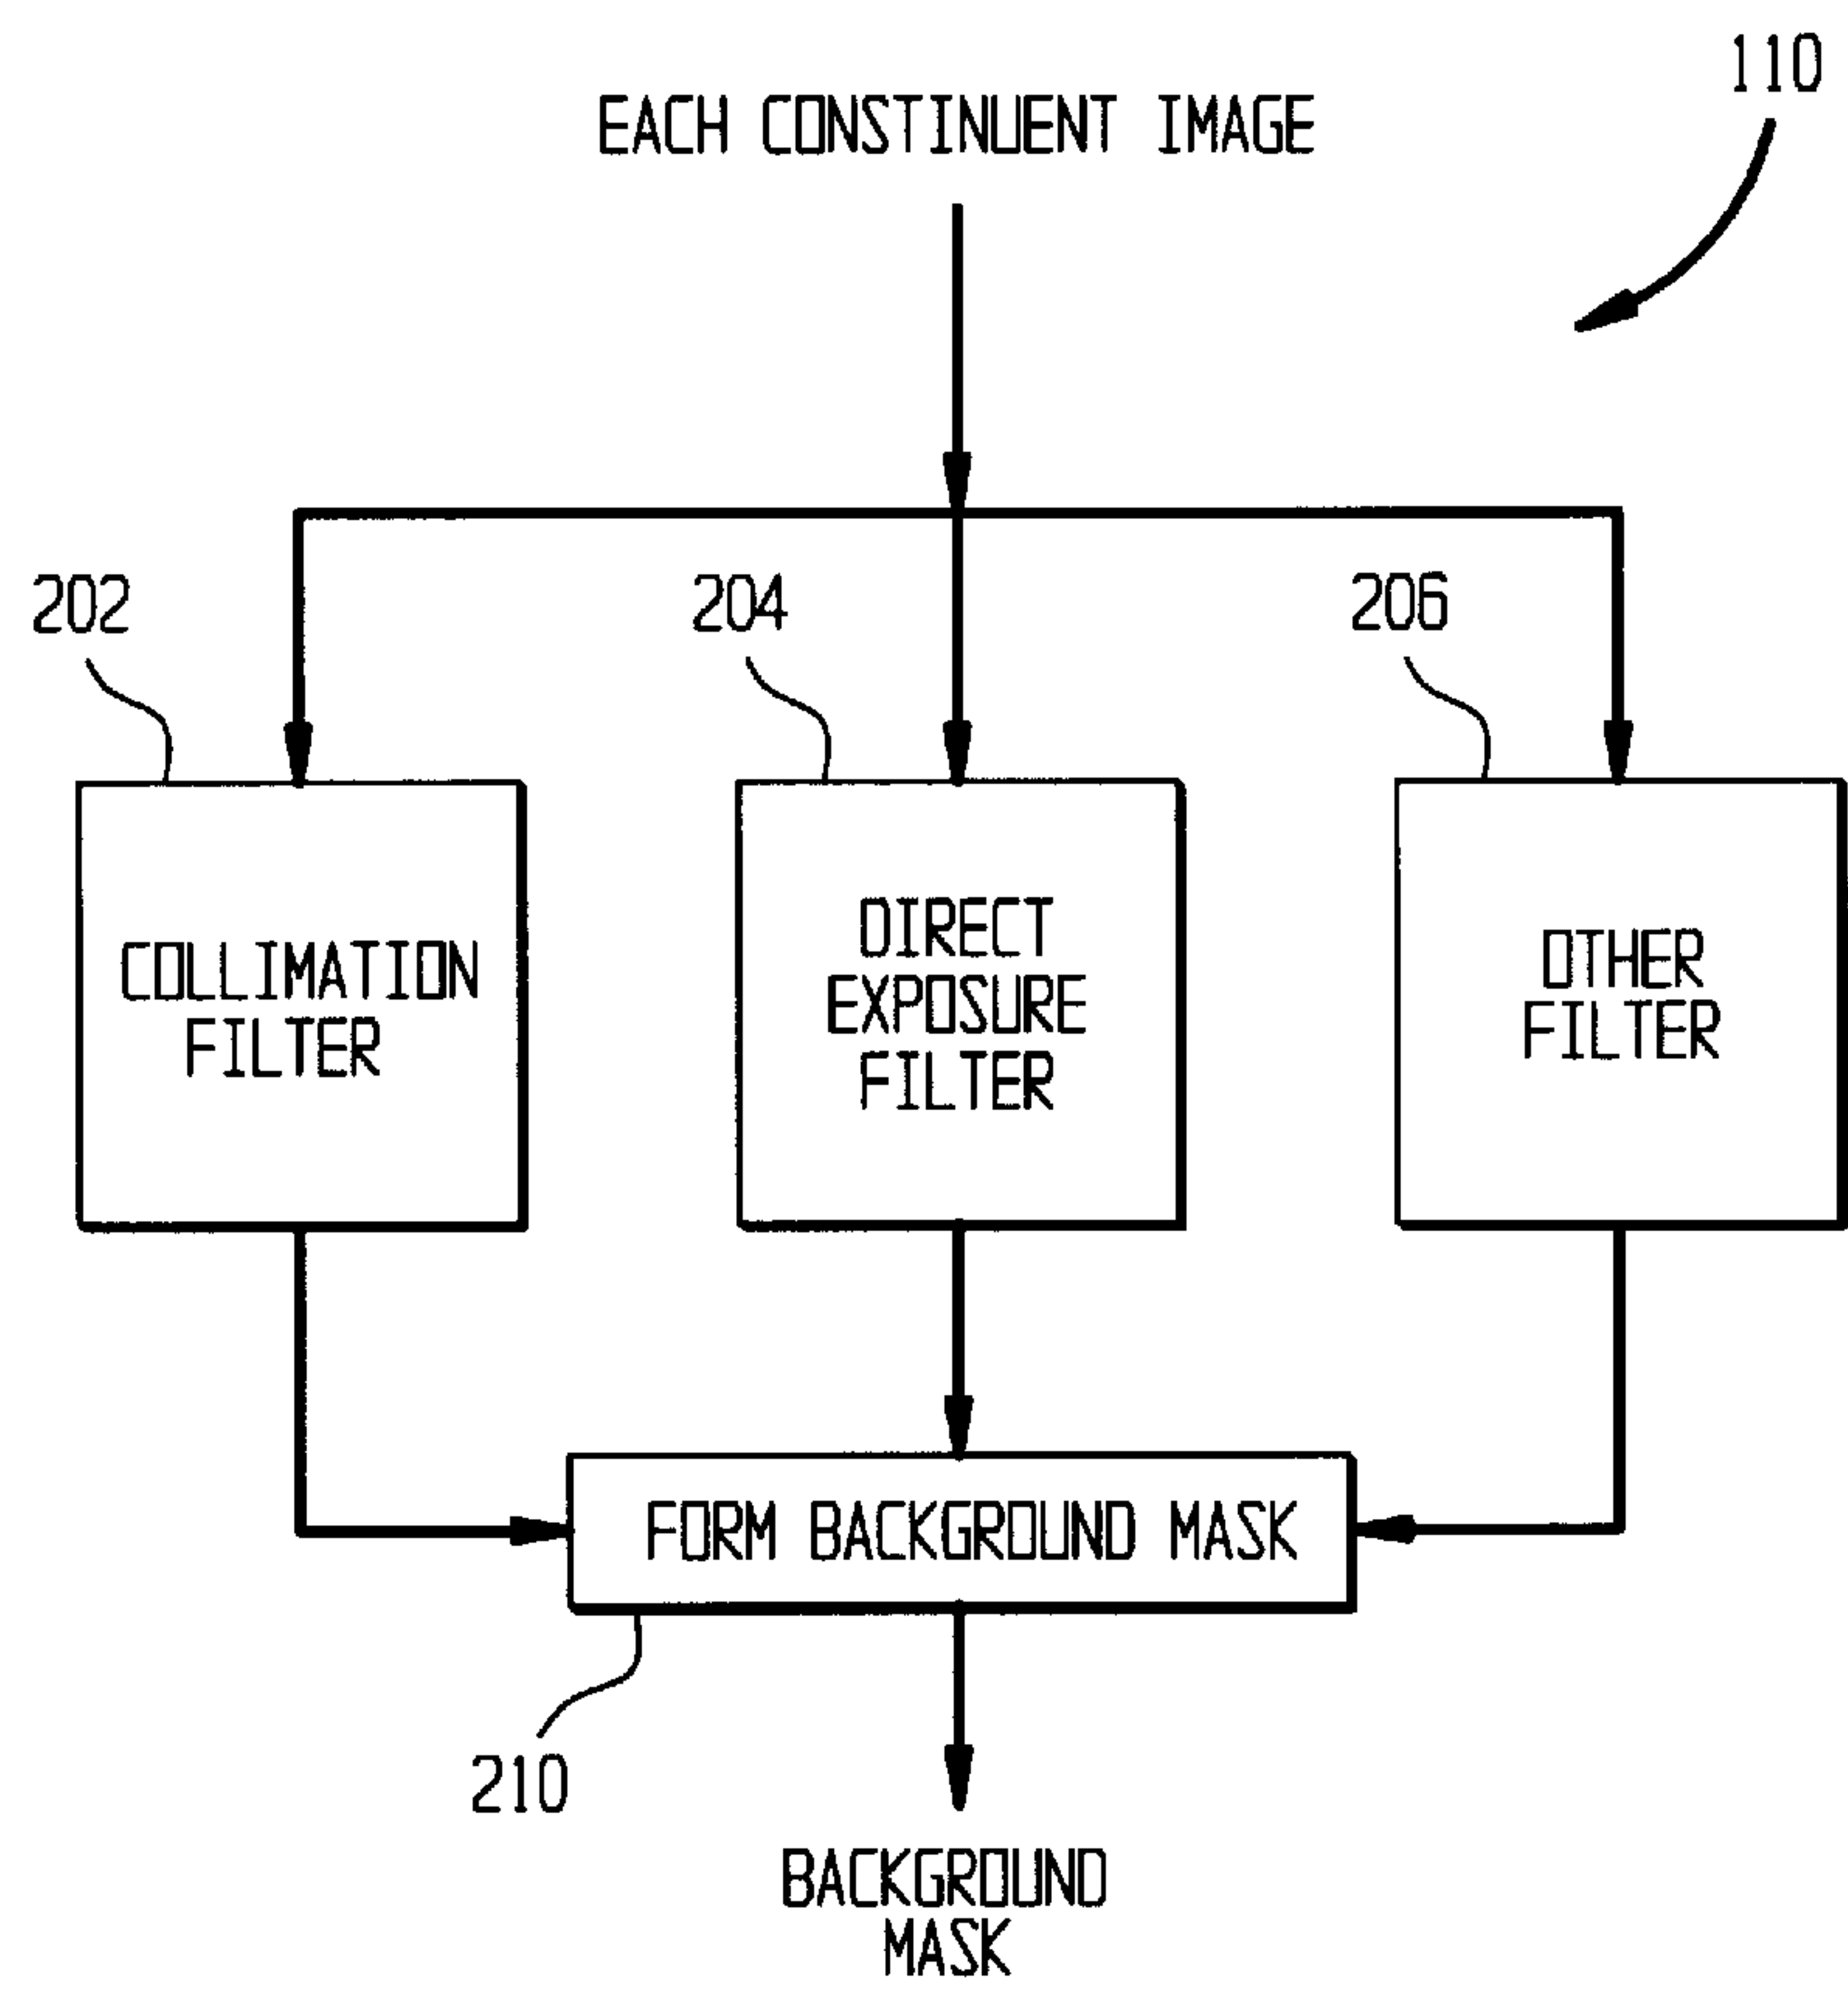 110
EACH CONSTINUENT IMAGE
202
204
206
COLLIMATION
FILTER
DIRECT
EXPOSURE
FILTER
OTHER
FILTER
FORM BACKGROUND MASK
210
BACKGROUND
MASK